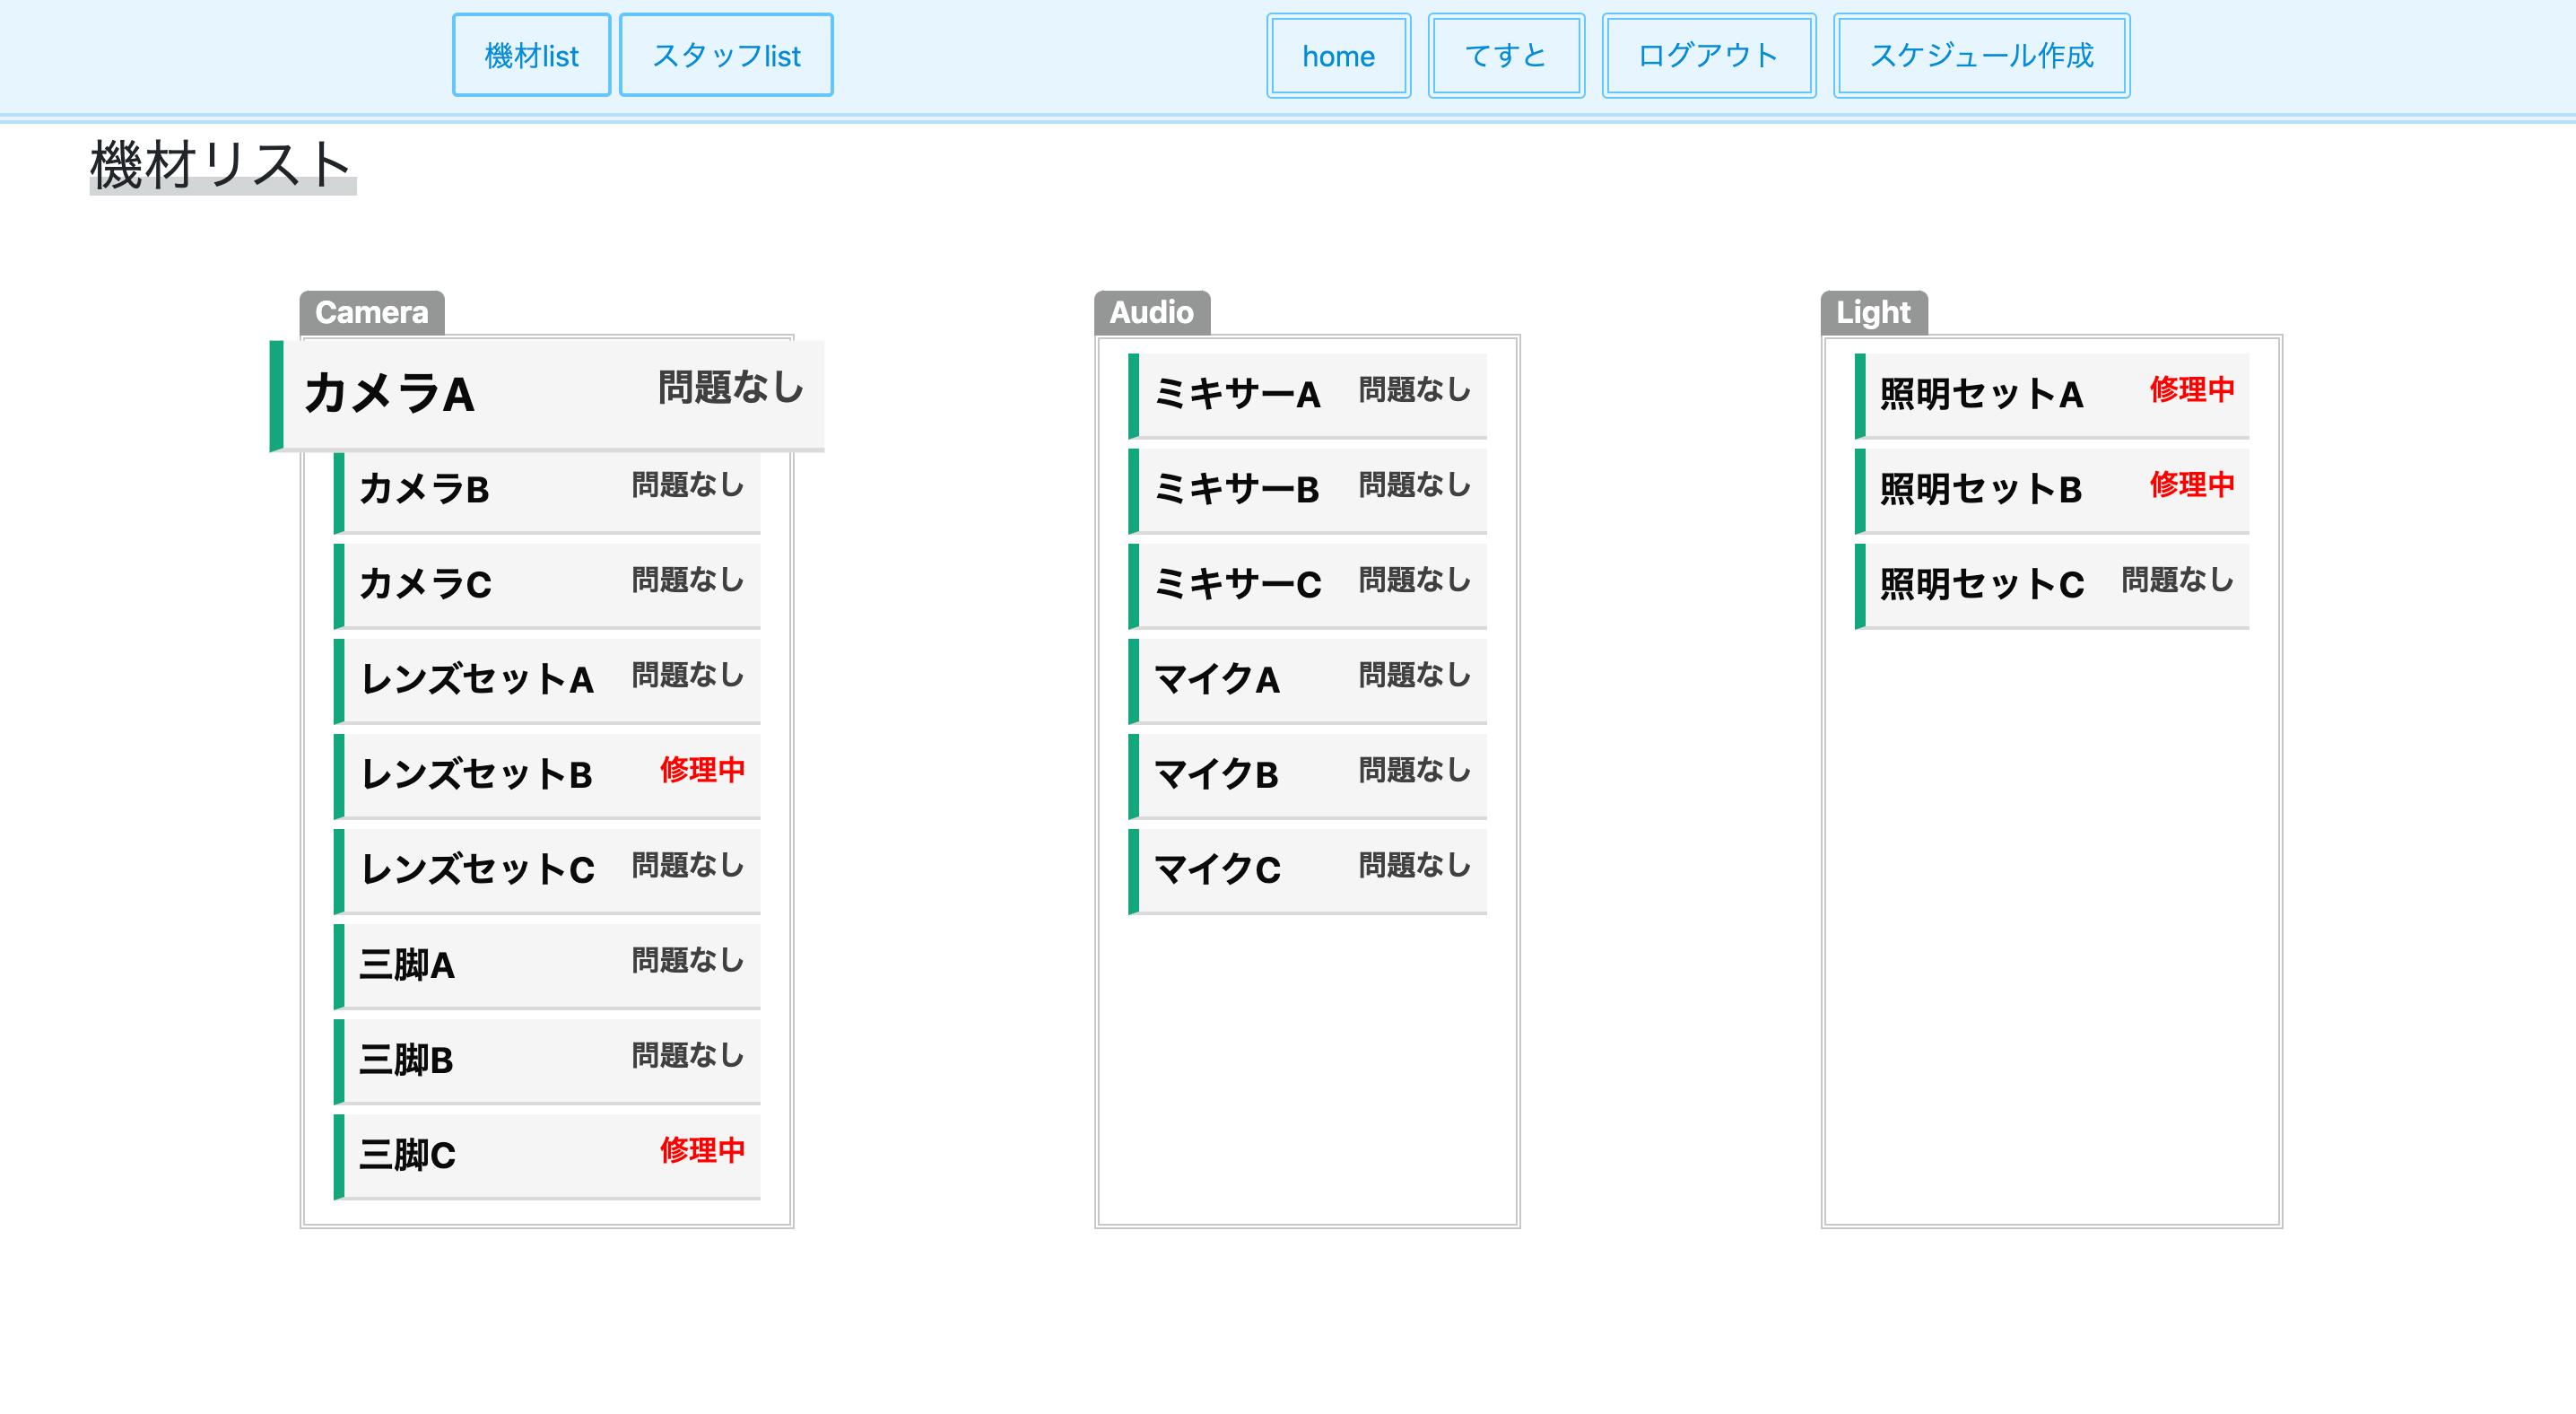 機材list スタッフlist home てすと ログアウト スケジュール作成
機材リスト
Camera
カメラA 問題なし
カメラB 問題なし
カメラC 問題なし
レンズセットA 問題なし
レンズセットB 修理中
レンズセットC 問題なし
三脚A 問題なし
三脚B 問題なし
三脚C 修理中
Audio
ミキサーA 問題なし
ミキサーB 問題なし
ミキサーC 問題なし
マイクA 問題なし
マイクB 問題なし
マイクC 問題なし
Light
照明セットA 修理中
照明セットB 修理中
照明セットC 問題なし